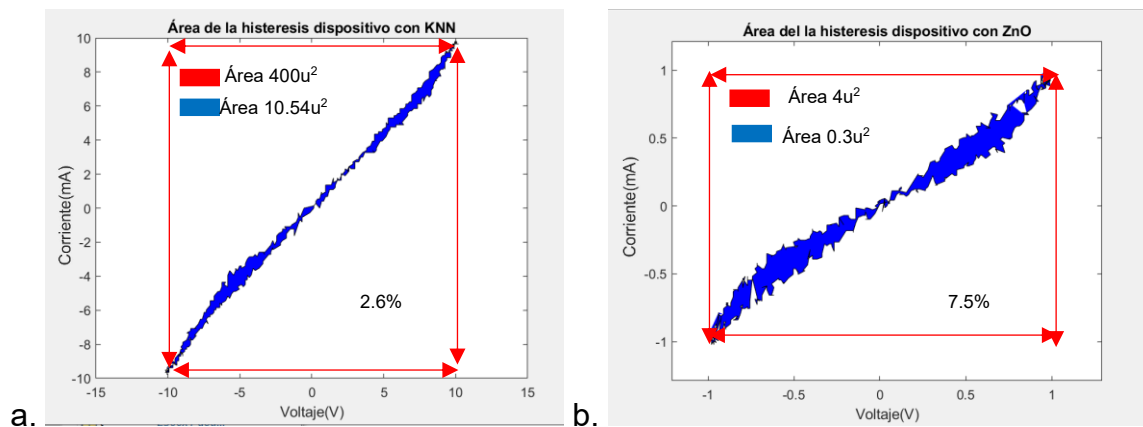 Área de la histeresis dispositivo con KNN
10
8
6
4
2
0
-2
-4
-6
-8
-10
-15
-10
-5
0
5
10
15
Corriente(mA)
Voltaje(V)
Área 400u²
Área 10.54u²
2.6%
a.
Área del la histeresis dispositivo con ZnO
1
0.5
0
-0.5
-1
-1
-0.5
0
0.5
1
Corriente(mA)
Voltaje(V)
Área 4u²
Área 0.3u²
7.5%
b.